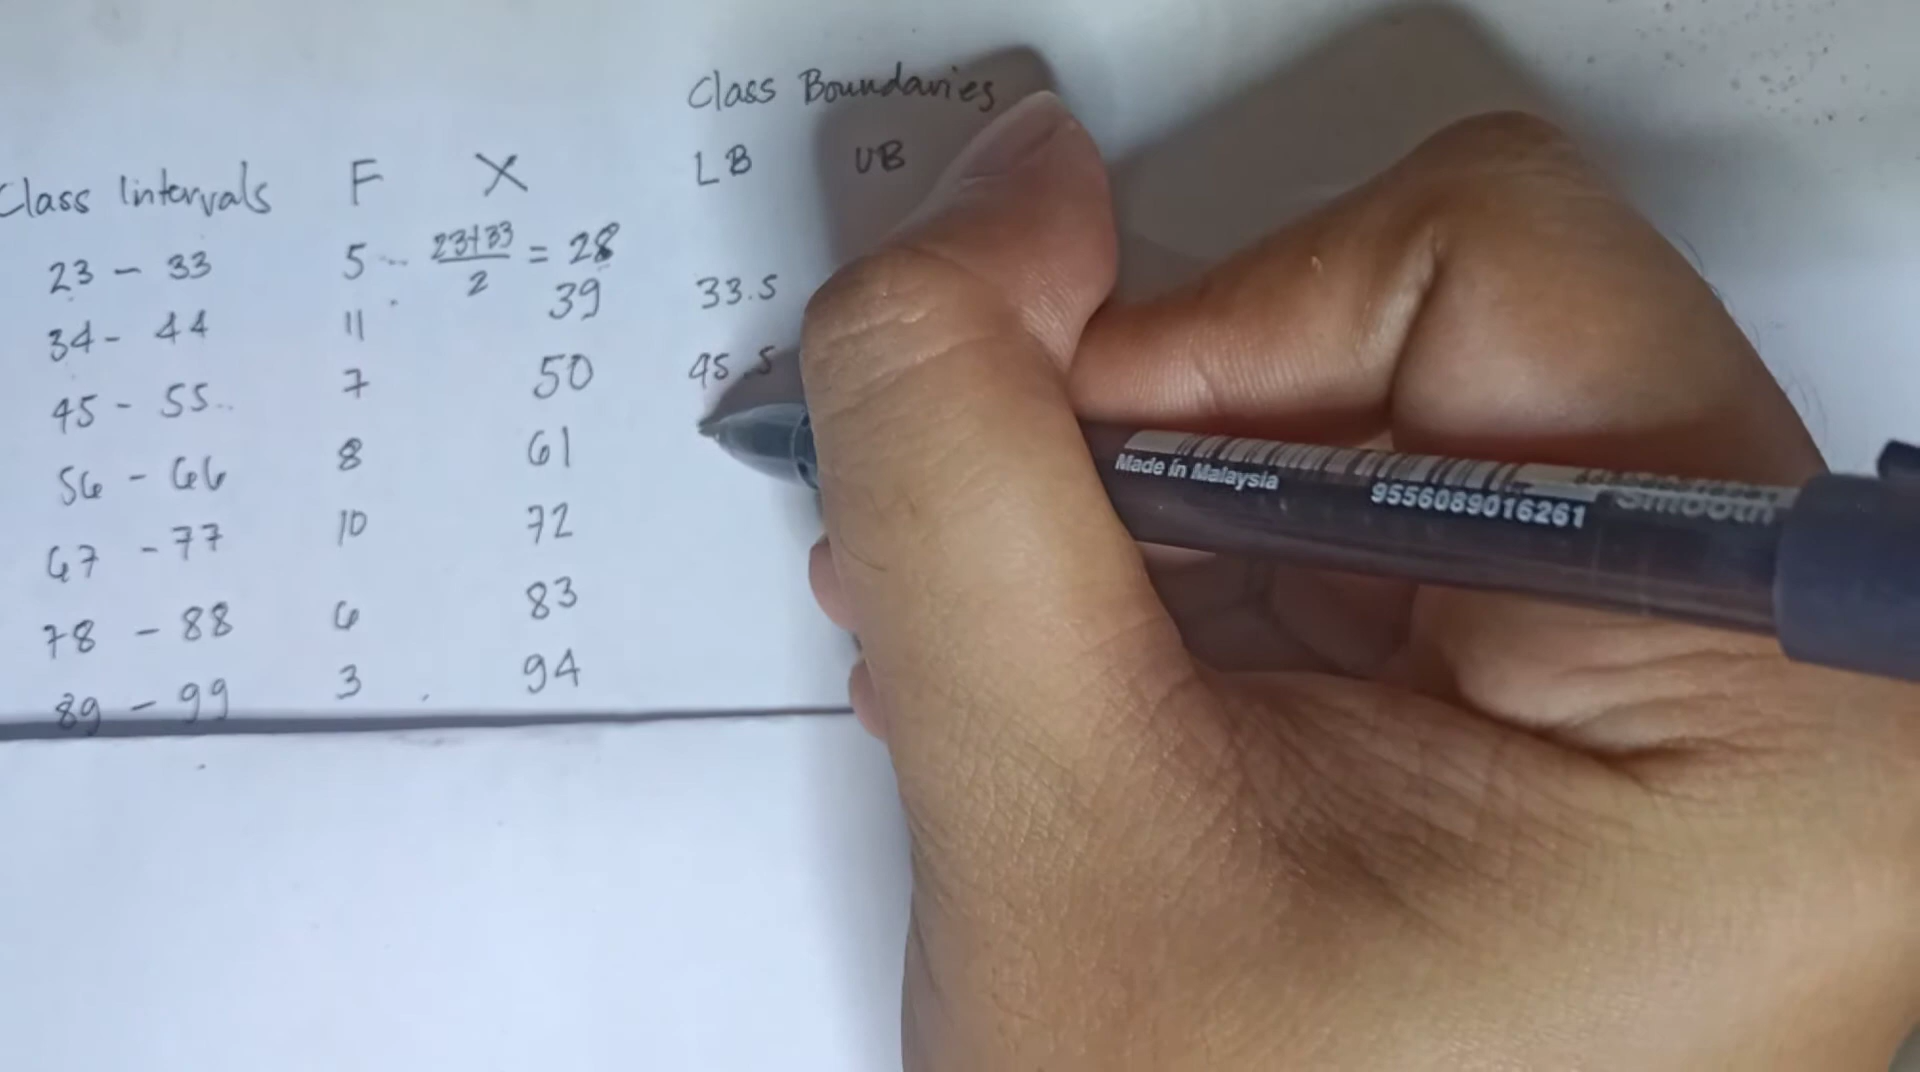 Class Boundaries
Class Intervals F X LB UB
23 - 33 5 23+33/2 = 28
34 - 44 11 39 33.5
45 - 55 7 50 45.5
56 - 66 8 61
67 - 77 10 72
78 - 88 6 83
89 - 99 3 94
Made in Malaysia
9556089016261
Smooth